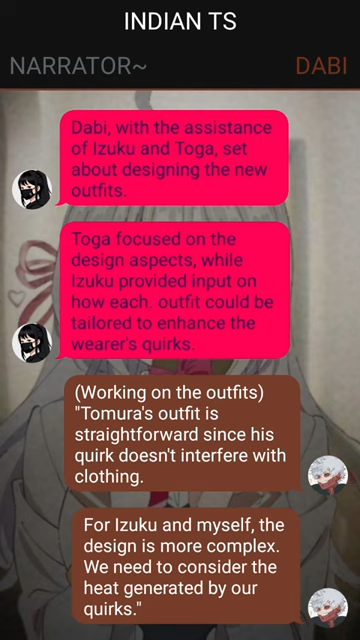 INDIAN TS
NARRATOR~ DABI
Dabi, with the assistance
of Izuku and Toga, set
about designing the new
outfits.
Toga focused on the
design aspects, while
Izuku provided input on
how each. outfit could be
tailored to enhance the
wearer's quirks.
(Working on the outfits)
"Tomura's outfit is
straightforward since his
quirk doesn't interfere with
clothing.
For Izuku and myself, the
design is more complex.
We need to consider the
heat generated by our
quirks."